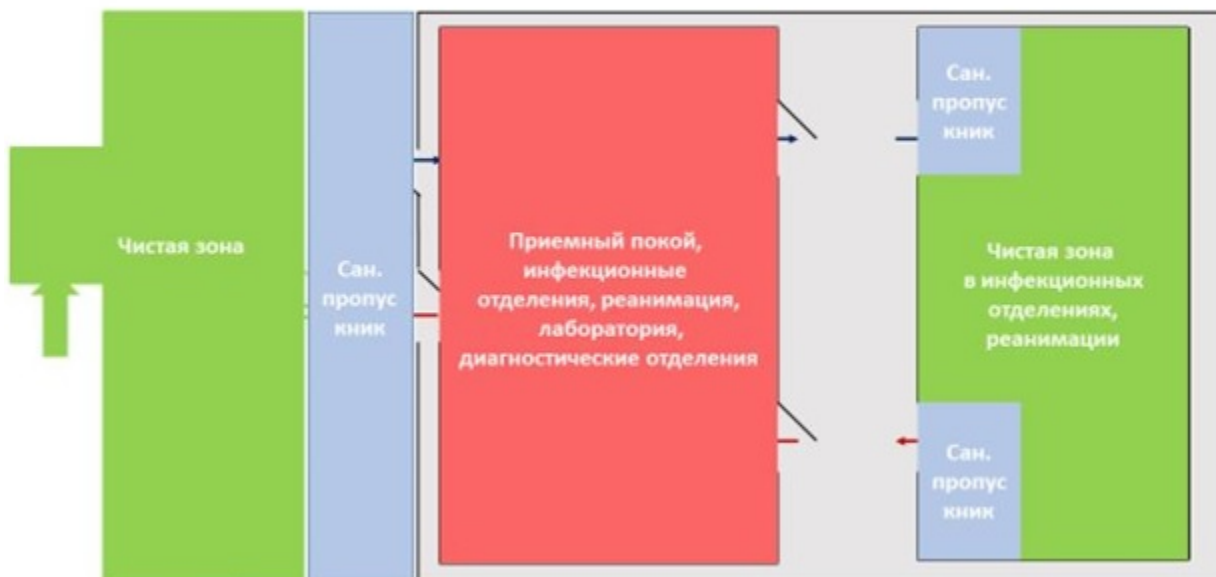 Чистая зона
Сан.
пропуск
кник
Приемный покой,
инфекционные
отделения, реанимация,
лаборатория,
диагностические отделения
Сан.
пропус
кник
Чистая зона
в инфекционных
отделениях,
реанимации
Сан.
пропус
кник